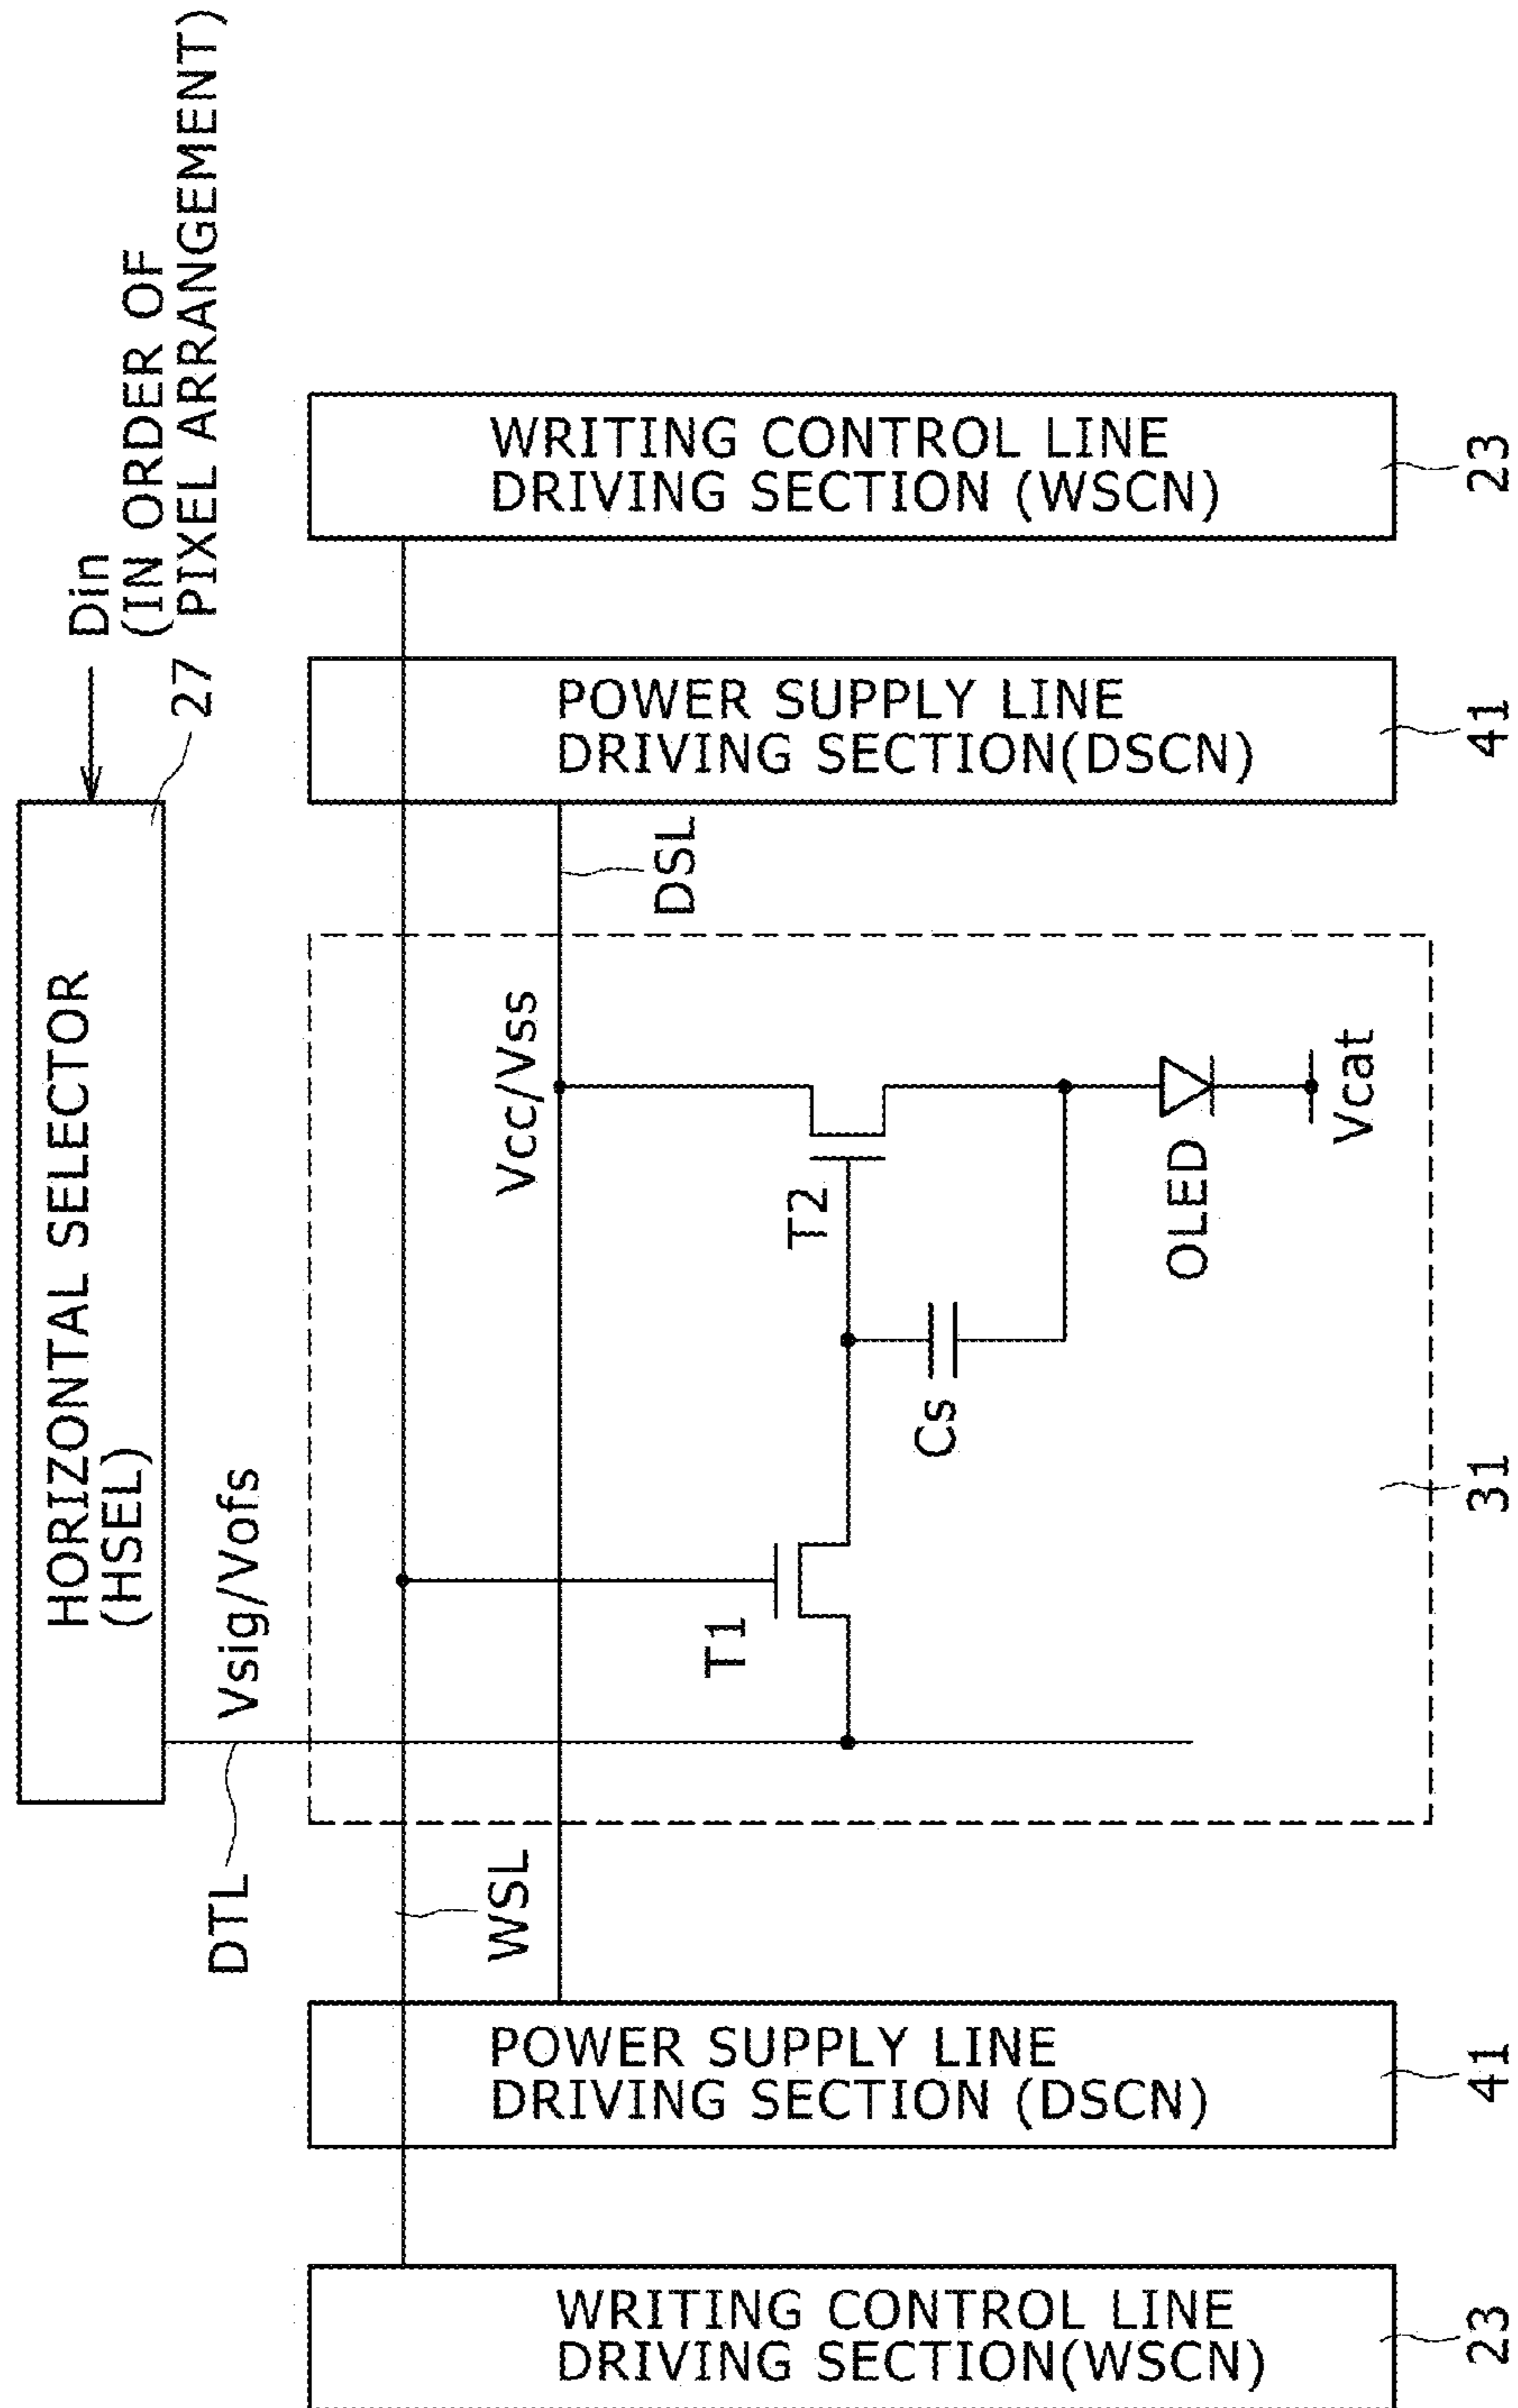 Din
(IN ORDER OF
PIXEL ARRANGEMENT)
HORIZONTAL SELECTOR
(HSEL)
27
DTL
Vsig/Vofs
WRITING CONTROL LINE
DRIVING SECTION(WSCN)
23
POWER SUPPLY LINE
DRIVING SECTION (DSCN)
41
WSL
Vcc/Vss
DSL
T1
T2
Cs
OLED
Vcat
31
POWER SUPPLY LINE
DRIVING SECTION(DSCN)
41
WRITING CONTROL LINE
DRIVING SECTION (WSCN)
23